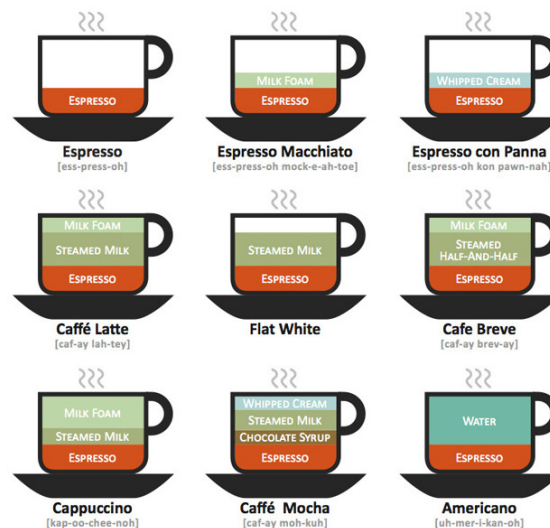 ESPRESSO
Espresso
[ess-press-oh]
MILK FOAM
ESPRESSO
Espresso Macchiato
[ess-press-oh mock-e-ah-toe]
WHIPPED CREAM
ESPRESSO
Espresso con Panna
[ess-press-oh kon pawn-nah]
MILK FOAM
STEAMED MILK
ESPRESSO
Caffé Latte
[caf-ay lah-tey]
STEAMED MILK
ESPRESSO
Flat White
MILK FOAM
STEAMED
HALF-AND-HALF
ESPRESSO
Cafe Breve
[caf-ay brev-ay]
MILK FOAM
STEAMED MILK
ESPRESSO
Cappuccino
[kap-oo-chee-noh]
WHIPPED CREAM
STEAMED MILK
CHOCOLATE SYRUP
ESPRESSO
Caffé Mocha
[caf-ay moh-kuh]
WATER
ESPRESSO
Americano
[uh-mer-i-kan-oh]